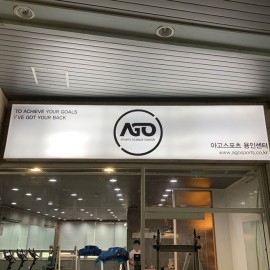 TO ACHIEVE YOUR GOALS
I'VE GOT YOUR BACK
AGO
아고스포츠 용인센터
www.agosports.co.kr